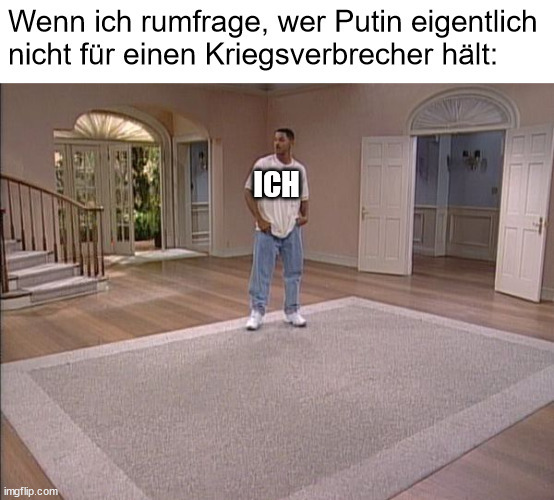 Wenn ich rumfrage, wer Putin eigentlich
nicht für einen Kriegsverbrecher hält:
ICH
imgflip.com